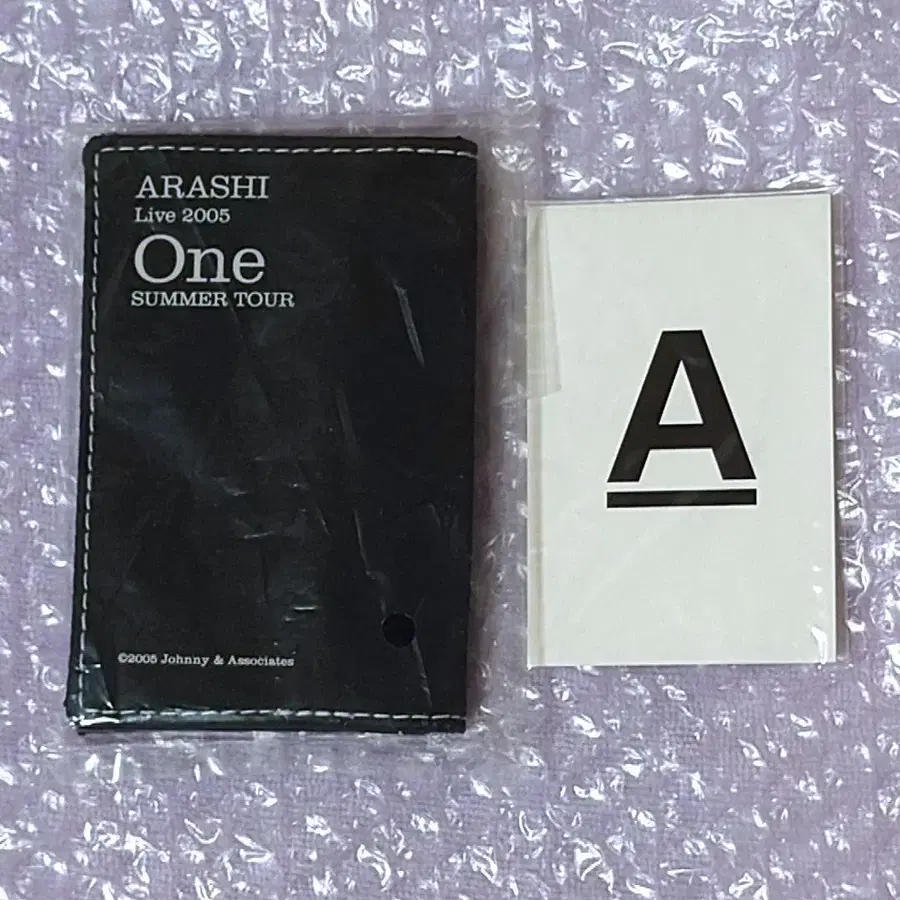 ARASHI
Live 2005
One
SUMMER TOUR
©2005 Johnny & Associates
A